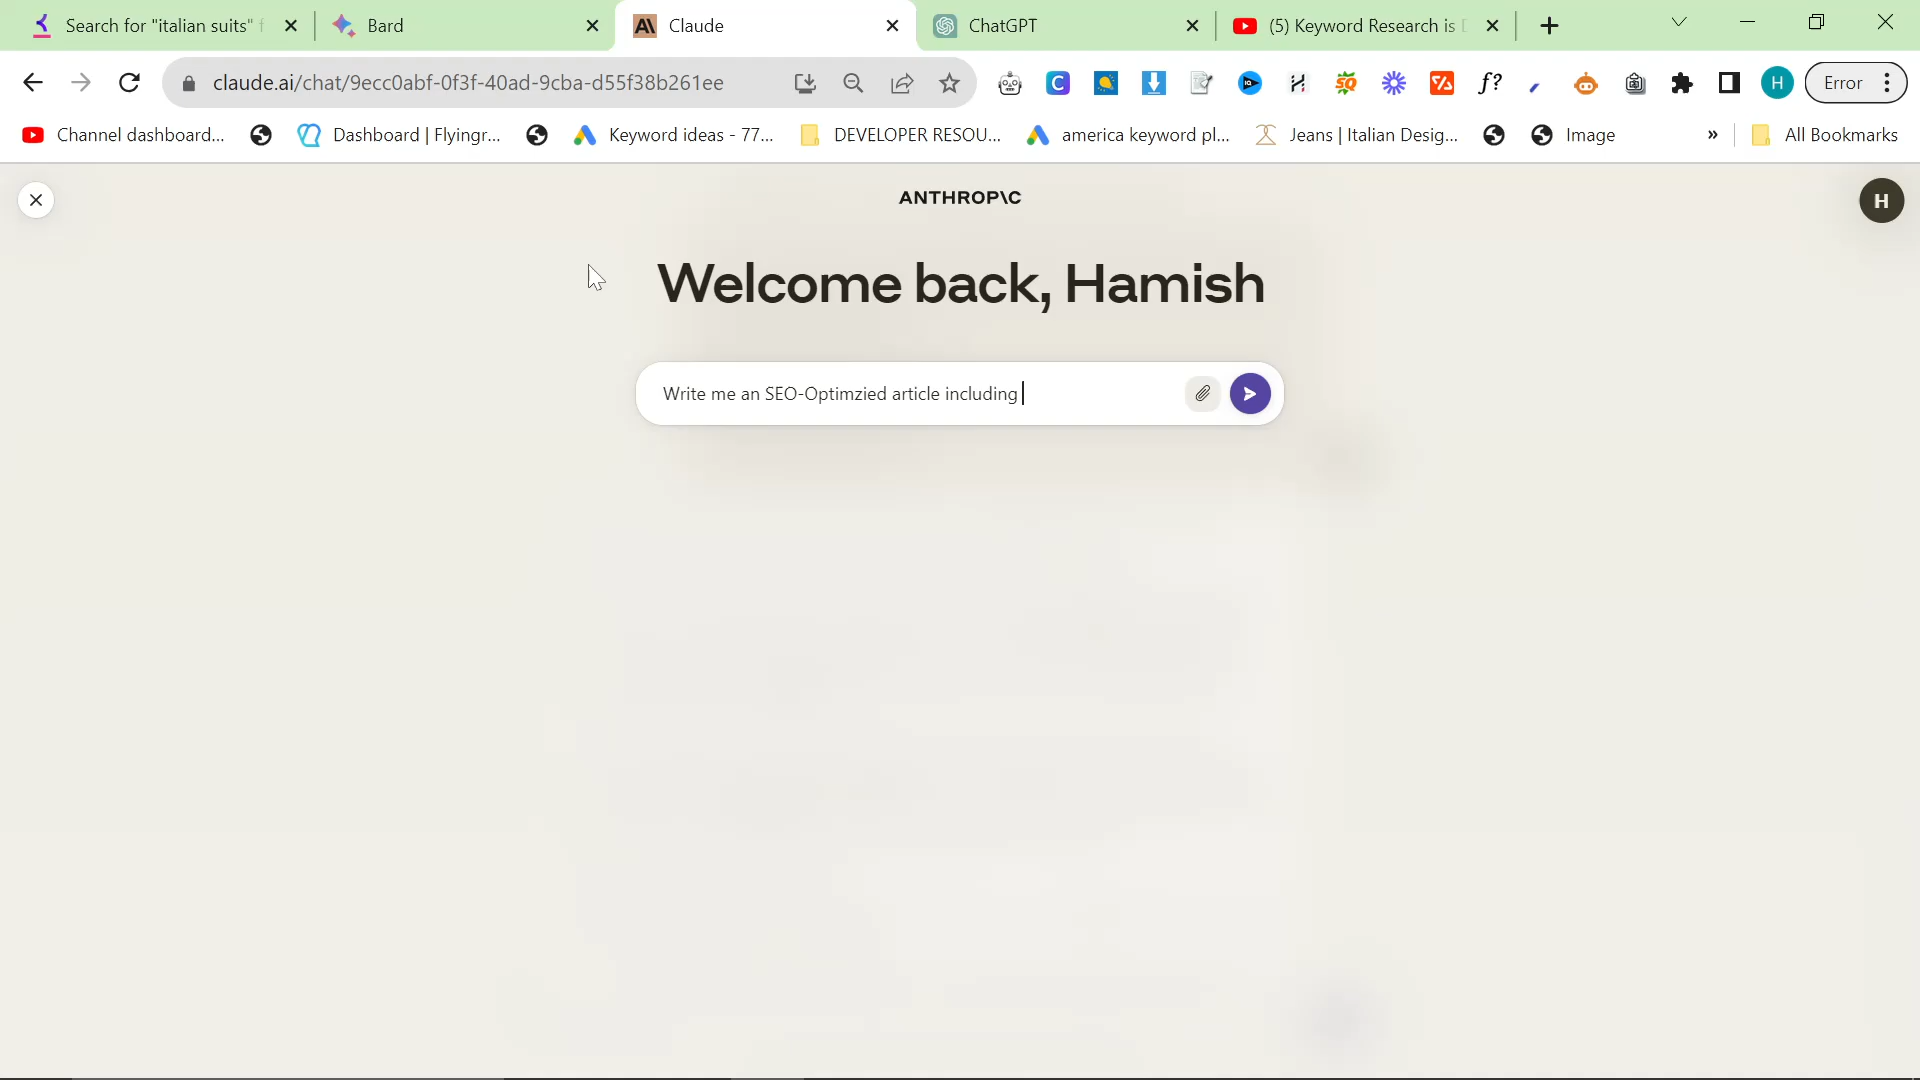 Search for "italian suits" f
Bard
Claude
ChatGPT
(5) Keyword Research is D
claude.ai/chat/9ecc0abf-0f3f-40ad-9cba-d55f38b261ee
H
Error
Channel dashboard...
Dashboard | Flyingr...
Keyword ideas - 77...
DEVELOPER RESOU...
america keyword pl...
Jeans | Italian Desig...
Image
»
All Bookmarks
ANTHROP\C
H
Welcome back, Hamish
Write me an SEO-Optimzied article including